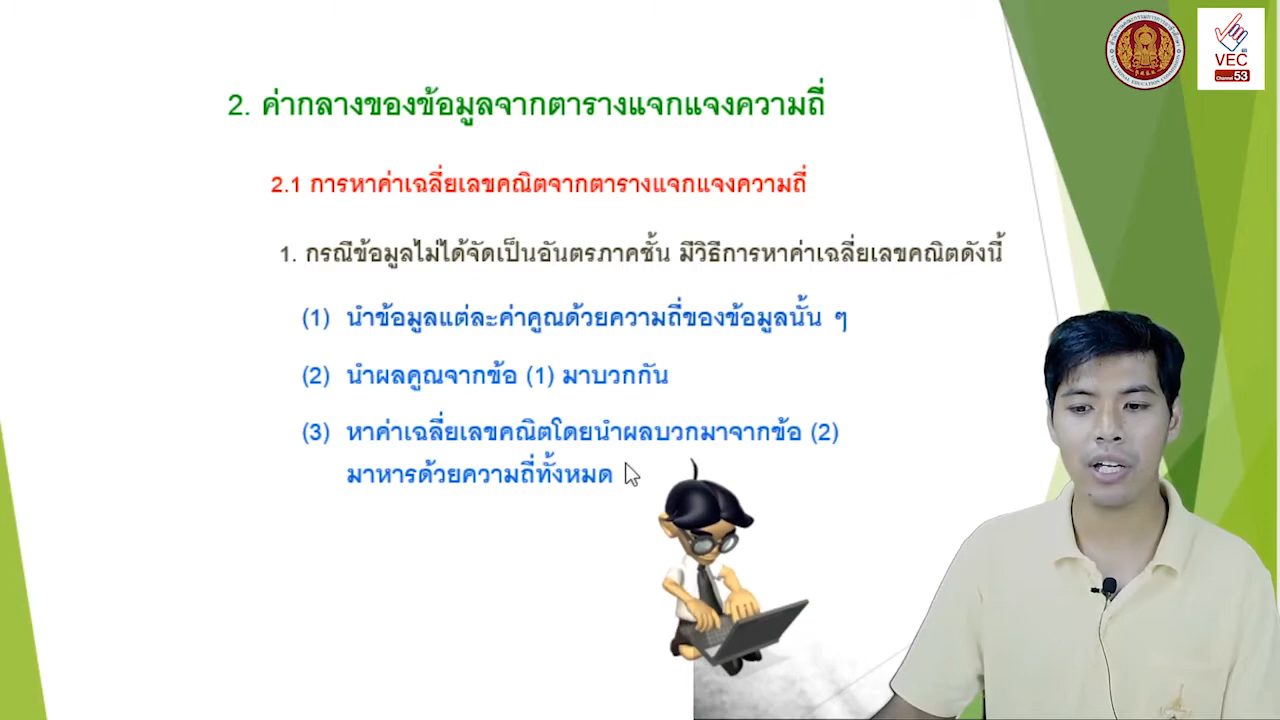 VEC
Channel 53
2. ค่ากลางของข้อมูลจากตารางแจกแจงความถี่
2.1 การหาค่าเฉลี่ยเลขคณิตจากตารางแจกแจงความถี่
1. กรณีข้อมูลไม่ได้จัดเป็นอันตรภาคชั้น มีวิธีการหาค่าเฉลี่ยเลขคณิตดังนี้
(1) นำข้อมูลแต่ละค่าคูณด้วยความถี่ของข้อมูลนั้น ๆ
(2) นำผลคูณจากข้อ (1) มาบวกกัน
(3) หาค่าเฉลี่ยเลขคณิตโดยนำผลบวกมาจากข้อ (2)
มาหารด้วยความถี่ทั้งหมด